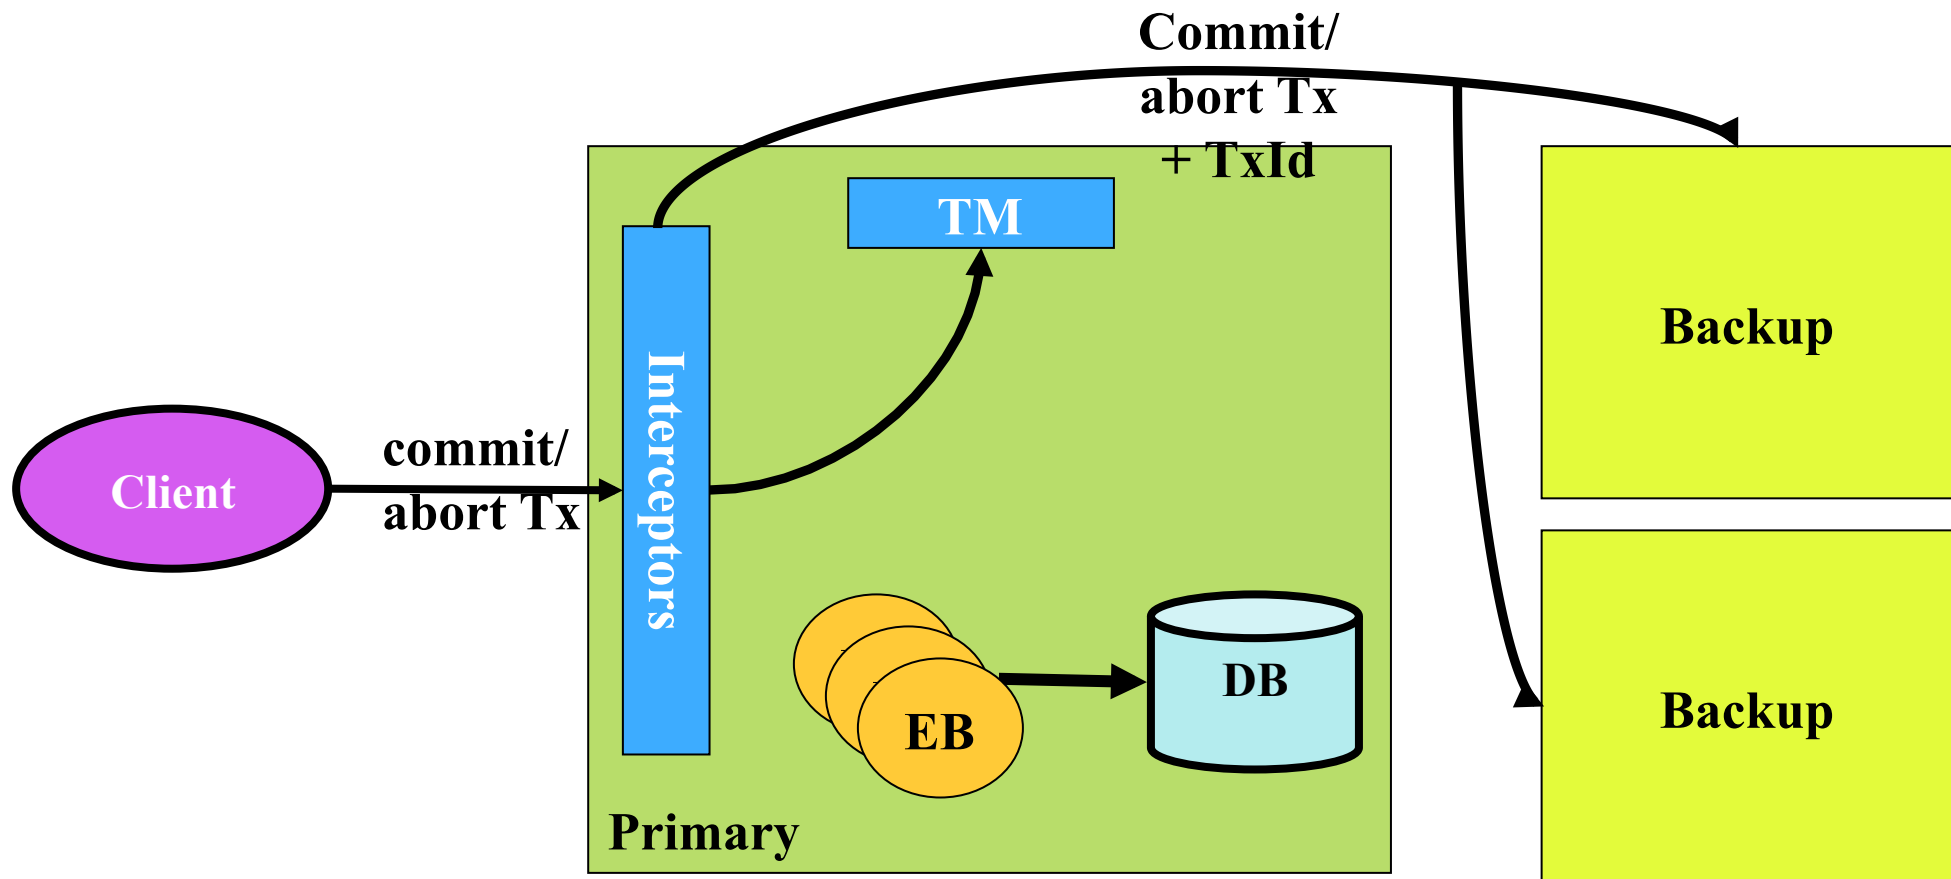 Commit/
abort Tx
+ TxId
TM
Interceptors
Client
commit/
abort Tx
EB
DB
Primary
Backup
Backup